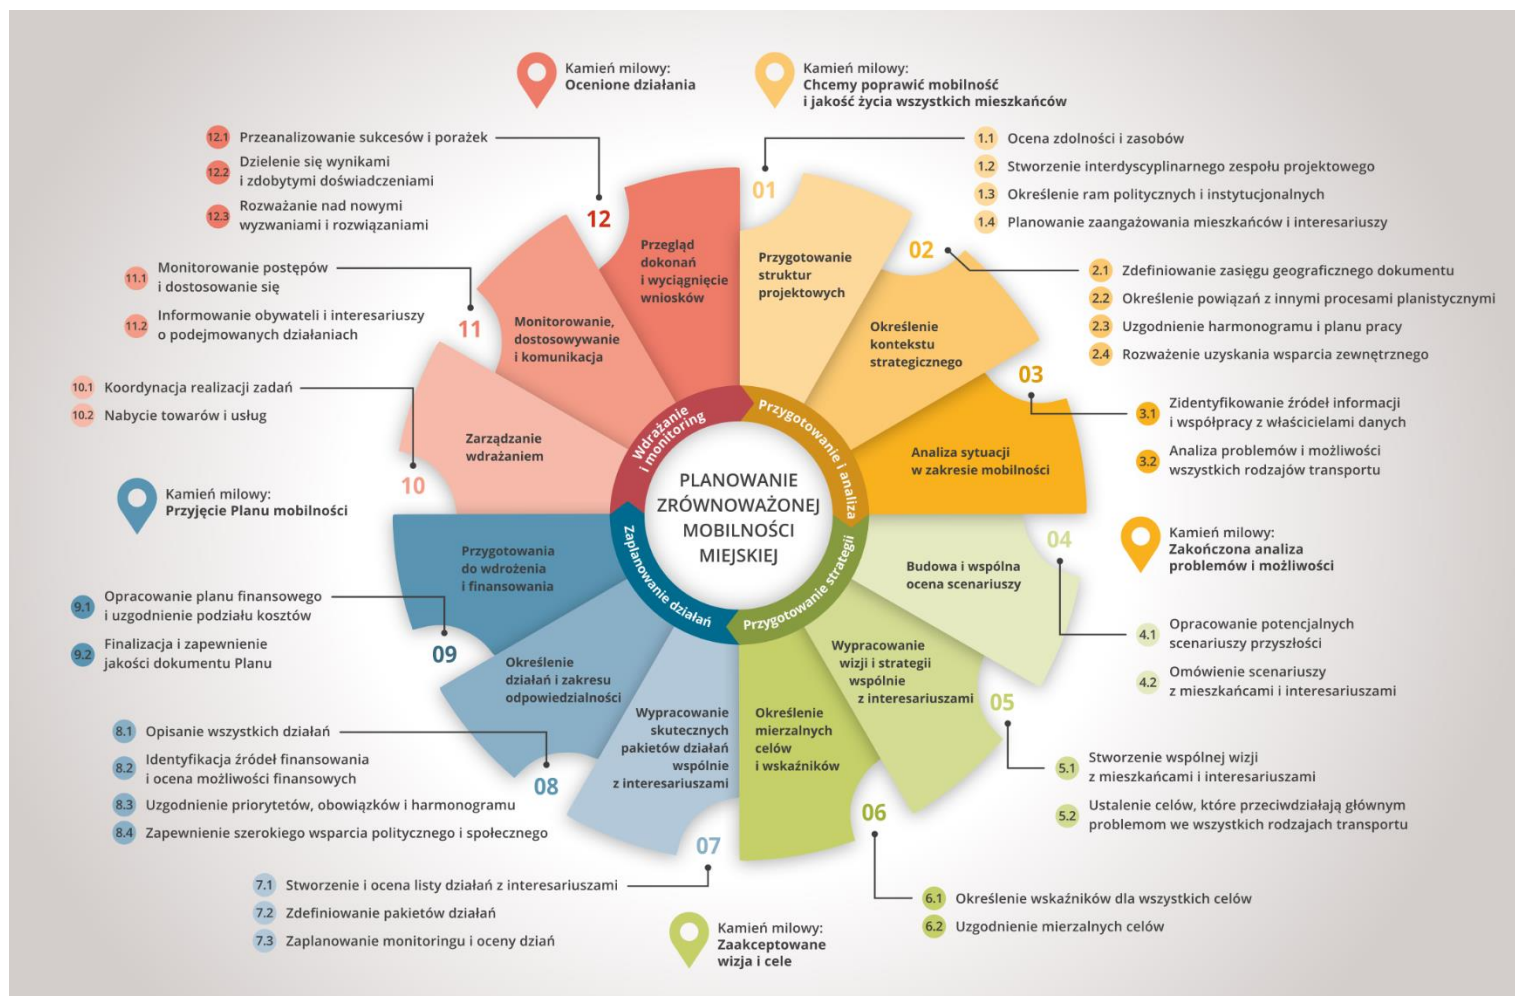 Kamień milowy:
Ocenione działania
Kamień milowy:
Chcemy poprawić mobilność
i jakość życia wszystkich mieszkańców
12.1 Przeanalizowanie sukcesów i porażek
12.2 Dzielenie się wynikami
i zdobytymi doświadczeniami
12.3 Rozważanie nad nowymi
wyzwaniami i rozwiązaniami
1.1 Ocena zdolności i zasobów
1.2 Stworzenie interdyscyplinarnego zespołu projektowego
1.3 Określenie ram politycznych i instytucjonalnych
1.4 Planowanie zaangażowania mieszkańców i interesariuszy
12
Przegląd
dokonań
i wyciągnięcie
wniosków
01
Przygotowanie
struktur
projektowych
02
Określenie
kontekstu
strategicznego
2.1 Zdefiniowanie zasięgu geograficznego dokumentu
2.2 Określenie powiązań z innymi procesami planistycznymi
2.3 Uzgodnienie harmonogramu i planu pracy
2.4 Rozważenie uzyskania wsparcia zewnętrznego
11.1 Monitorowanie postępów
i dostosowanie się
11.2 Informowanie obywateli i interesariuszy
o podejmowanych działaniach
11
Monitorowanie,
dostosowywanie
i komunikacja
03
Analiza sytuacji
w zakresie mobilności
3.1 Zidentyfikowanie źródeł informacji
i współpracy z właścicielami danych
3.2 Analiza problemów i możliwości
wszystkich rodzajów transportu
10.1 Koordynacja realizacji zadań
10.2 Nabycie towarów i usług
10
Zarządzanie
wdrażaniem
Wdrażanie
i monitoring
Przygotowanie i analiza
PLANOWANIE
ZRÓWNOWAŻONEJ
MOBILNOŚCI
MIEJSKIEJ
Zaplanowanie działań
Przygotowanie strategii
Kamień milowy:
Przyjęcie Planu mobilności
Kamień milowy:
Zakończona analiza
problemów i możliwości
04
Budowa i wspólna
ocena scenariuszy
4.1 Opracowanie potencjalnych
scenariuszy przyszłości
4.2 Omówienie scenariuszy
z mieszkańcami i interesariuszami
Przygotowania
do wdrożenia
i finansowania
09
9.1 Opracowanie planu finansowego
i uzgodnienie podziału kosztów
9.2 Finalizacja i zapewnienie
jakości dokumentu Planu
Określenie
działań i zakresu
odpowiedzialności
08
8.1 Opisanie wszystkich działań
8.2 Identyfikacja źródeł finansowania
i ocena możliwości finansowych
8.3 Uzgodnienie priorytetów, obowiązków i harmonogramu
8.4 Zapewnienie szerokiego wsparcia politycznego i społecznego
Wypracowanie
skutecznych
pakietów działań
wspólnie
z interesariuszami
07
Określenie
mierzalnych
celów
i wskaźników
06
Wypracowanie
wizji i strategii
wspólnie
z interesariuszami
05
5.1 Stworzenie wspólnej wizji
z mieszkańcami i interesariuszami
5.2 Ustalenie celów, które przeciwdziałają głównym
problemom we wszystkich rodzajach transportu
7.1 Stworzenie i ocena listy działań z interesariuszami
7.2 Zdefiniowanie pakietów działań
7.3 Zaplanowanie monitoringu i oceny dziań
6.1 Określenie wskaźników dla wszystkich celów
6.2 Uzgodnienie mierzalnych celów
Kamień milowy:
Zaakceptowane
wizja i cele